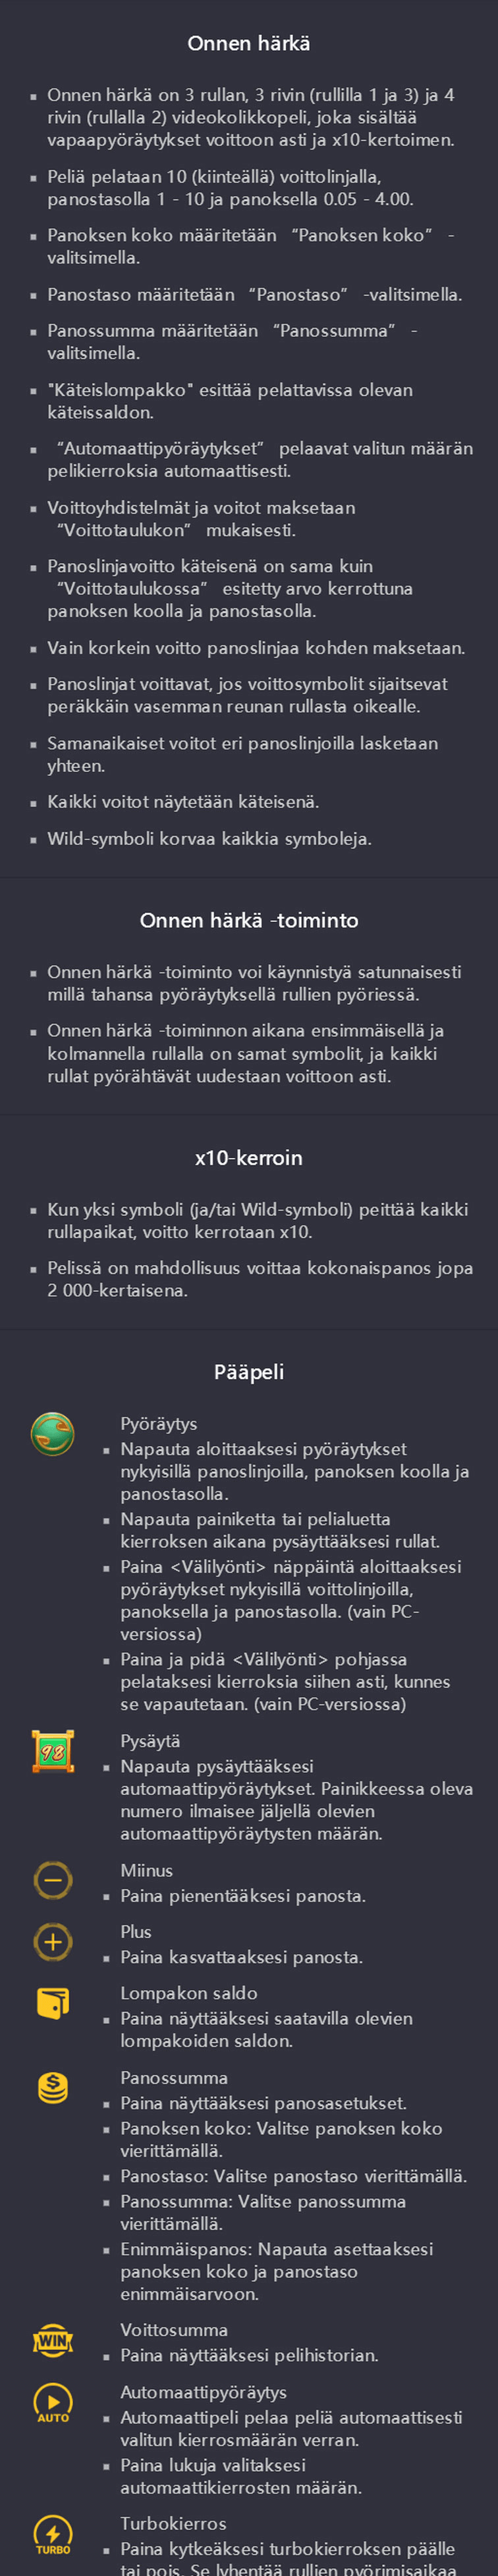 Onnen härkä
Onnen härkä on 3 rullan, 3 rivin (rullilla 1 ja 3) ja 4
rivin (rullalla 2) videokolikkopeli, joka sisältää
vapaapyöräytykset voittoon asti ja x10-kertoimen.
Peliä pelataan 10 (kiinteällä) voittolinjalla,
panostasolla 1 - 10 ja panoksella 0.05 - 4.00.
Panoksen koko määritetään “Panoksen koko” -
valitsimella.
Panostaso määritetään “Panostaso” -valitsimella.
Panossumma määritetään “Panossumma” -
valitsimella.
"Käteislompakko" esittää pelattavissa olevan
käteissaldon.
“Automaattipyöräytykset” pelaavat valitun määrän
pelikierroksia automaattisesti.
Voittoyhdistelmät ja voitot maksetaan
“Voittotaulukon” mukaisesti.
Panoslinjavoitto käteisenä on sama kuin
“Voittotaulukossa” esitetty arvo kerrottuna
panoksen koolla ja panostasolla.
Vain korkein voitto panoslinjaa kohden maksetaan.
Panoslinjat voittavat, jos voittosymbolit sijaitsevat
peräkkäin vasemman reunan rullasta oikealle.
Samanaikaiset voitot eri panoslinjoilla lasketaan
yhteen.
Kaikki voitot näytetään käteisenä.
Wild-symboli korvaa kaikkia symboleja.
Onnen härkä -toiminto
Onnen härkä -toiminto voi käynnistyä satunnaisesti
millä tahansa pyöräytyksellä rullien pyöriessä.
Onnen härkä -toiminnon aikana ensimmäisellä ja
kolmannella rullalla on samat symbolit, ja kaikki
rullat pyörähtävät uudestaan voittoon asti.
x10-kerroin
Kun yksi symboli (ja/tai Wild-symboli) peittää kaikki
rullapaikat, voitto kerrotaan x10.
Pelissä on mahdollisuus voittaa kokonaispanos jopa
2 000-kertaisena.
Pääpeli
Pyöräytys
Napauta aloittaaksesi pyöräytykset
nykyisillä panoslinjoilla, panoksen koolla ja
panostasolla.
Napauta painiketta tai pelialuetta
kierroksen aikana pysäyttääksesi rullat.
Paina <Välilyönti> näppäintä aloittaaksesi
pyöräytykset nykyisillä voittolinjoilla,
panoksella ja panostasolla. (vain PC-
versiossa)
Paina ja pidä <Välilyönti> pohjassa
pelataksesi kierroksia siihen asti, kunnes
se vapautetaan. (vain PC-versiossa)
98
Pysäytä
Napauta pysäyttääksesi
automaattipyöräytykset. Painikkeessa oleva
numero ilmaisee jäljellä olevien
automaattipyöräytysten määrän.
Miinus
Paina pienentääksesi panosta.
Plus
Paina kasvattaaksesi panosta.
Lompakon saldo
Paina näyttääksesi saatavilla olevien
lompakoiden saldon.
Panossumma
Paina näyttääksesi panosasetukset.
Panoksen koko: Valitse panoksen koko
vierittämällä.
Panostaso: Valitse panostaso vierittämällä.
Panossumma: Valitse panossumma
vierittämällä.
Enimmäispanos: Napauta asettaaksesi
panoksen koko ja panostaso
enimmäisarvoon.
WIN
Voittosumma
Paina näyttääksesi pelihistorian.
AUTO
Automaattipyöräytys
Automaattipeli pelaa peliä automaattisesti
valitun kierrosmäärän verran.
Paina lukuja valitaksesi
automaattikierrosten määrän.
TURBO
Turbokierros
Paina kytkeäksesi turbokierroksen päälle
tai pois. Se lyhentää rullien pyörimisaikaa